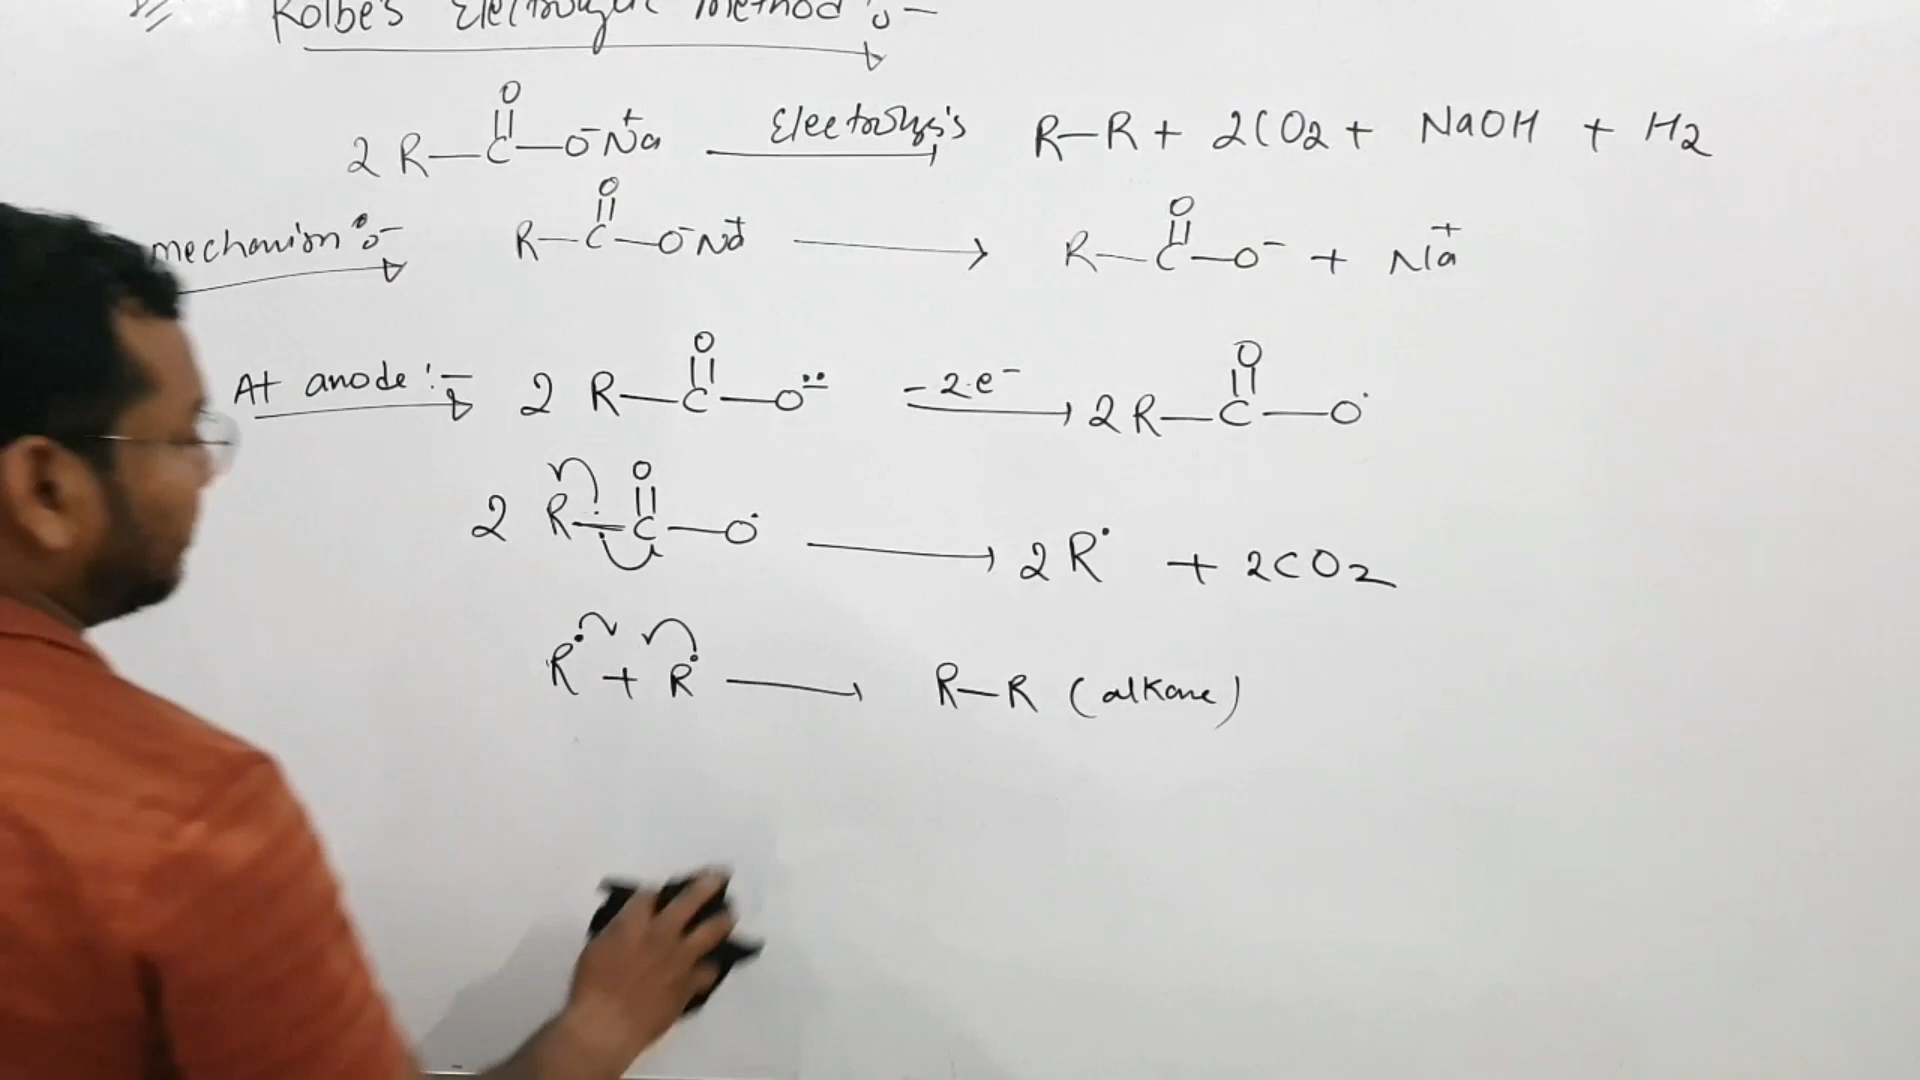 Kolbe's Electrolytic Method :-
O
2 R—C—O⁻Na⁺ Electrolysis R—R + 2CO2 + NaOH + H2
mechanism :- O R—C—O⁻Na⁺ → O R—C—O⁻ + Na⁺
At anode :- 2 O R—C—O⁻ -2e⁻ → 2 O R—C—O·
2 O R—C—O· → 2R· + 2CO2
R· + R· → R—R (alkane)